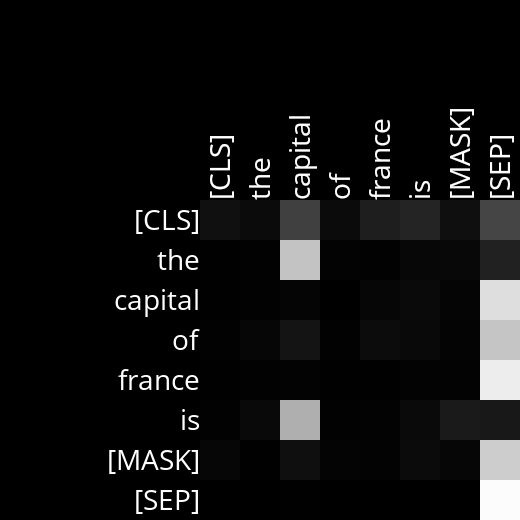 [CLS]
the
capital
of
france
is
[MASK]
[SEP]
[CLS]
the
capital
of
france
is
[MASK]
[SEP]